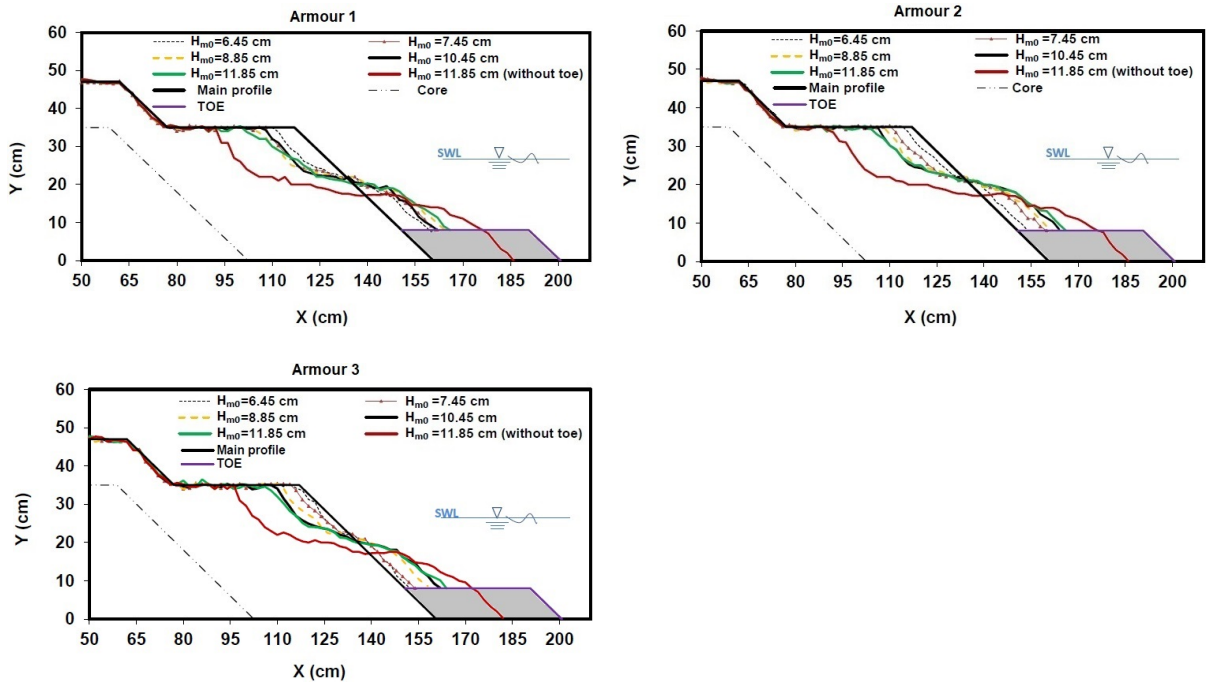 Armour 1
60
50
40
30
20
10
0
Y (cm)
Hm0=6.45 cm
Hm0=7.45 cm
Hm0=8.85 cm
Hm0=10.45 cm
Hm0=11.85 cm
Hm0 =11.85 cm (without toe)
Main profile
Core
TOE
SWL
50 65 80 95 110 125 140 155 170 185 200
X (cm)
Armour 2
60
50
40
30
20
10
0
Y (cm)
Hm0=6.45 cm
Hm0=7.45 cm
Hm0=8.85 cm
Hm0=10.45 cm
Hm0=11.85 cm
Hm0 =11.85 cm (without toe)
Main profile
Core
TOE
SWL
50 65 80 95 110 125 140 155 170 185 200
X (cm)
Armour 3
60
50
40
30
20
10
0
Y (cm)
Hm0=6.45 cm
Hm0 =7.45 cm
Hm0=8.85 cm
Hm0=10.45 cm
Hm0=11.85 cm
Hm0 =11.85 cm (without toe)
Main profile
TOE
SWL
50 65 80 95 110 125 140 155 170 185 200
X (cm)